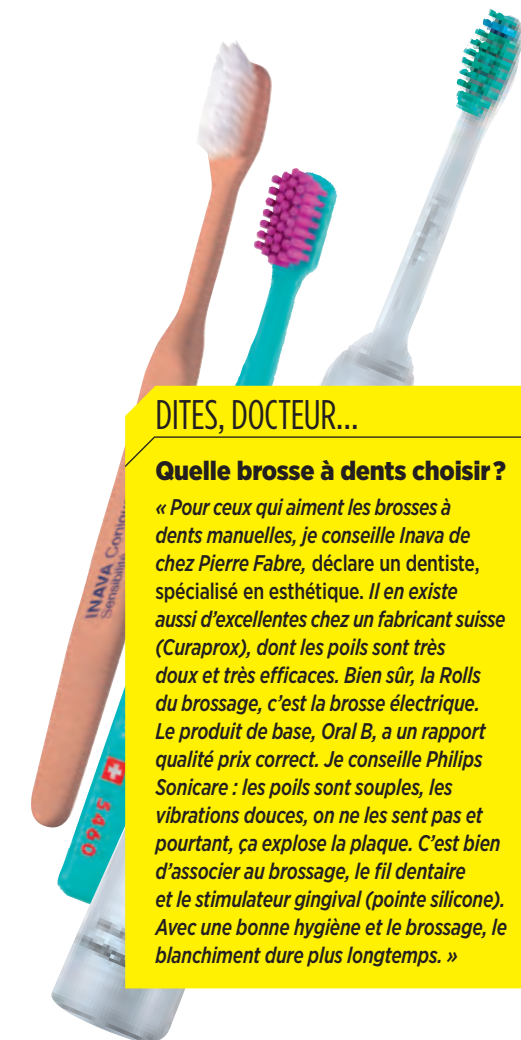 DITES, DOCTEUR...
Quelle brosse à dents choisir ?
« Pour ceux qui aiment les brosses à
dents manuelles, je conseille Inava de
chez Pierre Fabre, déclare un dentiste,
spécialisé en esthétique. Il en existe
aussi d'excellentes chez un fabricant suisse
(Curaprox), dont les poils sont très
doux et très efficaces. Bien sûr, la Rolls
du brossage, c'est la brosse électrique.
Le produit de base, Oral B, a un rapport
qualité prix correct. Je conseille Philips
Sonicare : les poils sont souples, les
vibrations douces, on ne les sent pas et
pourtant, ça explose la plaque. C'est bien
d'associer au brossage, le fil dentaire
et le stimulateur gingival (pointe silicone).
Avec une bonne hygiène et le brossage, le
blanchiment dure plus longtemps. »
INAVA Conique
Sensibilité
5460